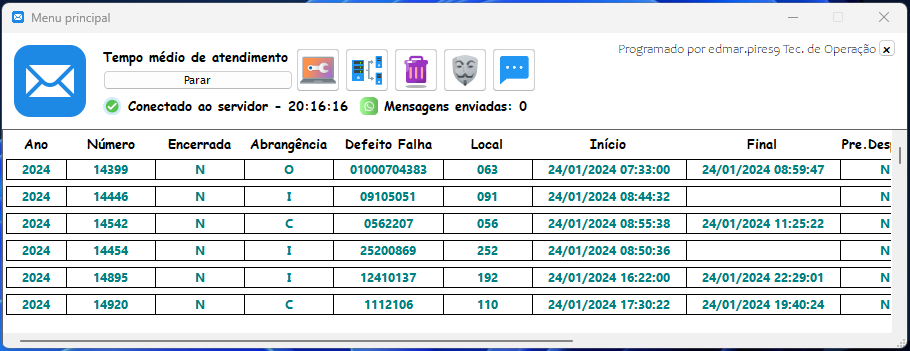 Menu principal
Programado por edmar.pires9 Tec. de Operação x
Tempo médio de atendimento
Parar
Conectado ao servidor - 20:16:16 Mensagens enviadas: 0
Ano Número Encerrada Abrangência Defeito Falha Local Início Final Pre.Desp
2024 14399 N O 01000704383 063 24/01/2024 07:33:00 24/01/2024 08:59:47 N
2024 14446 N I 09105051 091 24/01/2024 08:44:32 N
2024 14542 N C 0562207 056 24/01/2024 08:55:38 24/01/2024 11:25:22 N
2024 14454 N I 25200869 252 24/01/2024 08:50:36 N
2024 14895 N I 12410137 192 24/01/2024 16:22:00 24/01/2024 22:29:01 N
2024 14920 N C 1112106 110 24/01/2024 17:30:22 24/01/2024 19:40:24 N